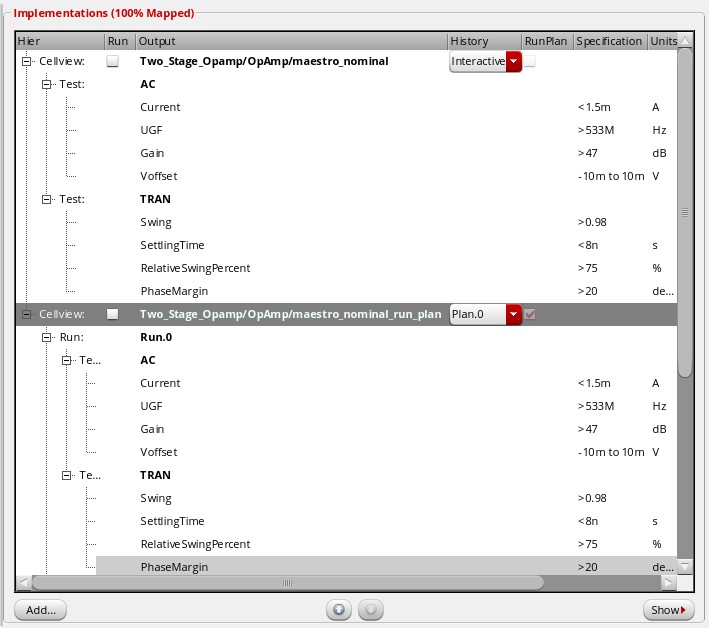 Implementations (100% Mapped)
Hier Run Output History RunPlan Specification Units
Cellview: Two_Stage_Opamp/OpAmp/maestro_nominal Interactive
Test: AC
Current <1.5m A
UGF >533M Hz
Gain >47 dB
Voffset -10m to 10m V
Test: TRAN
Swing >0.98
SettlingTime <8n s
RelativeSwingPercent >75 %
PhaseMargin >20 de...
Cellview: Two_Stage_Opamp/OpAmp/maestro_nominal_run_plan Plan.0
Run: Run.0
Te... AC
Current <1.5m A
UGF >533M Hz
Gain >47 dB
Voffset -10m to 10m V
Te... TRAN
Swing >0.98
SettlingTime <8n s
RelativeSwingPercent >75 %
PhaseMargin >20 de...
Add... Show